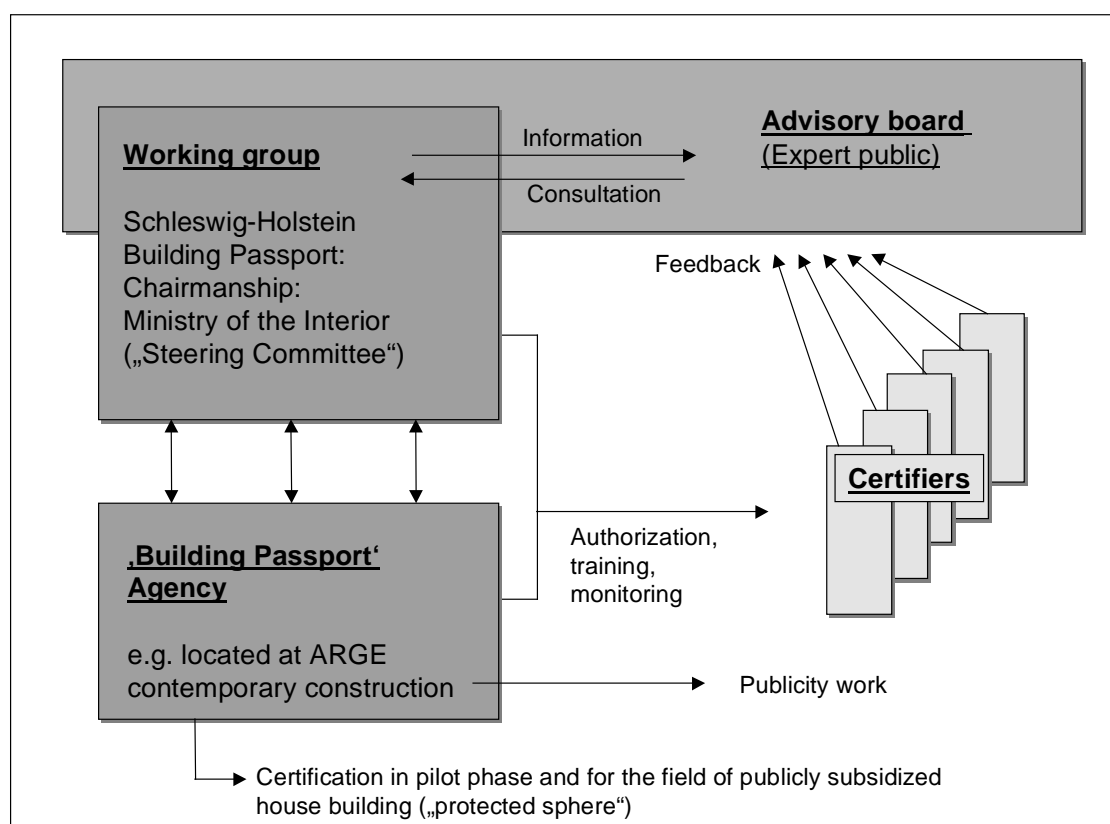 Working group
Schleswig-Holstein
Building Passport:
Chairmanship:
Ministry of the Interior
(„Steering Committee“)
Information
Consultation
Advisory board
(Expert public)
Feedback
Certifiers
‚Building Passport‘
Agency
e.g. located at ARGE
contemporary construction
Authorization,
training,
monitoring
Publicity work
Certification in pilot phase and for the field of publicly subsidized
house building („protected sphere“)